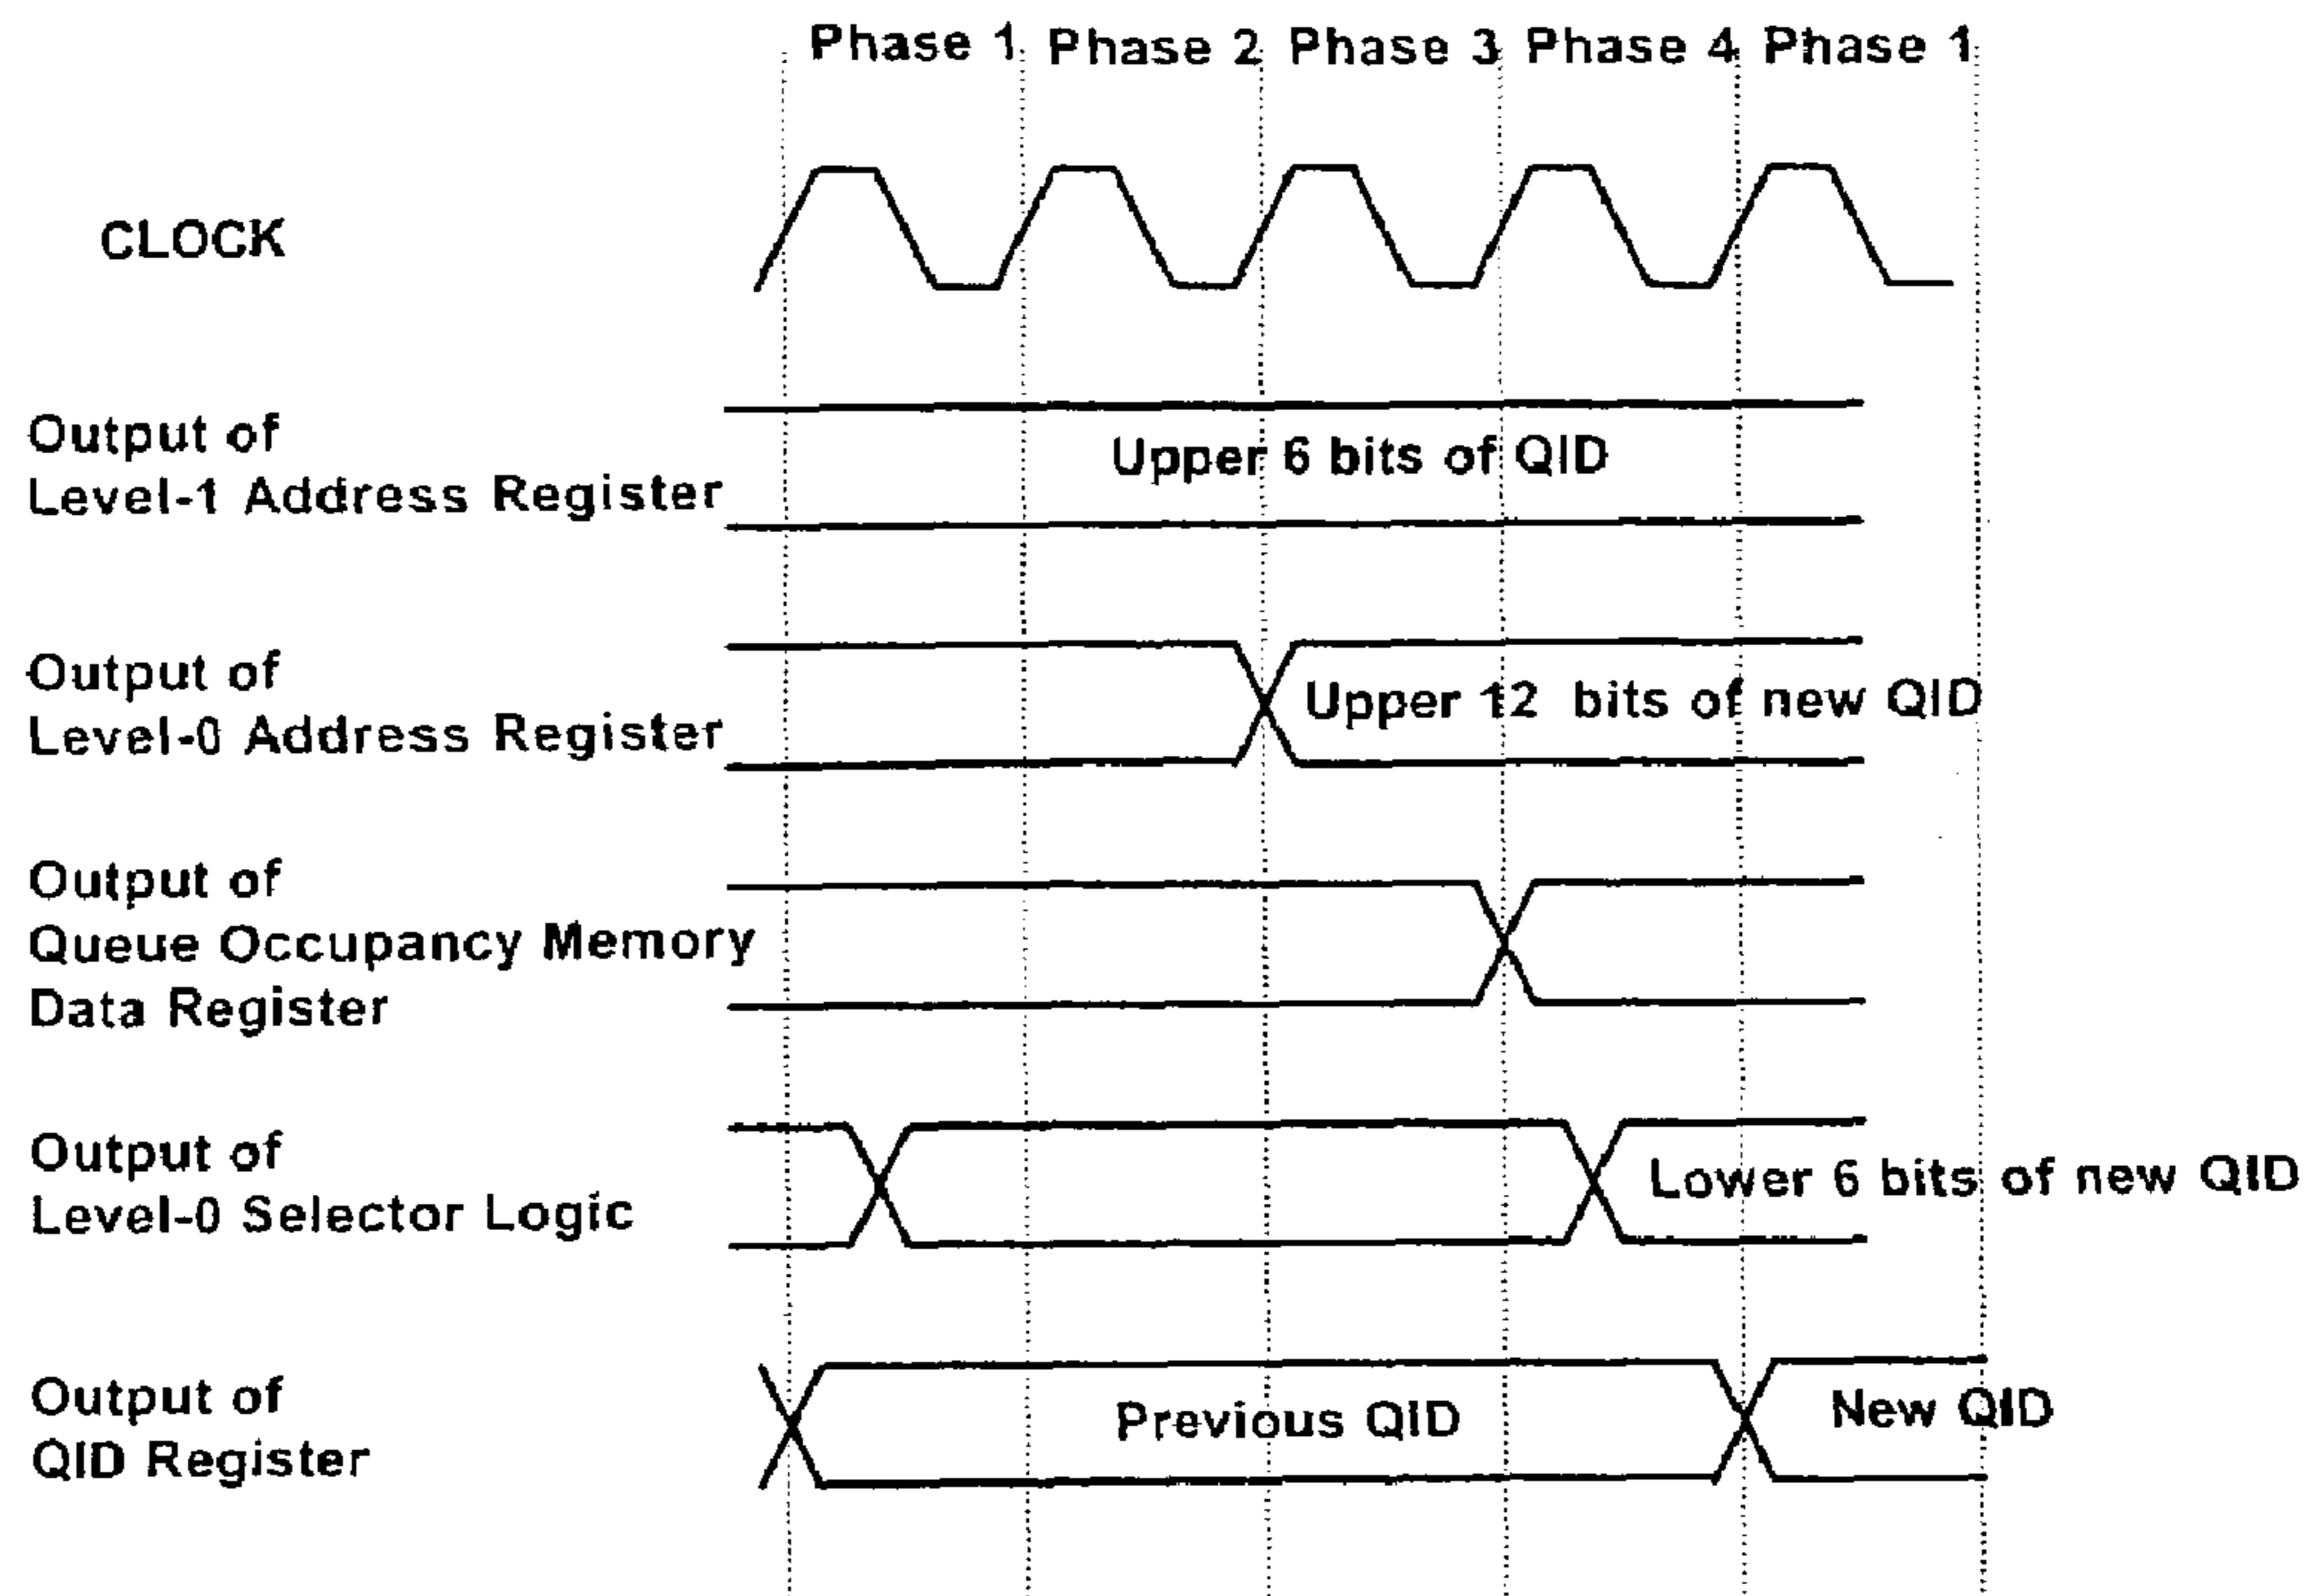 Phase 1 Phase 2 Phase 3 Phase 4 Phase 1
CLOCK
Output of
Level-1 Address Register
Upper 6 bits of QID
Output of
Level-0 Address Register
Upper 12 bits of new QID
Output of
Queue Occupancy Memory
Data Register
Output of
Level-0 Selector Logic
Lower 6 bits of new QID
Output of
QID Register
Previous QID
New QID